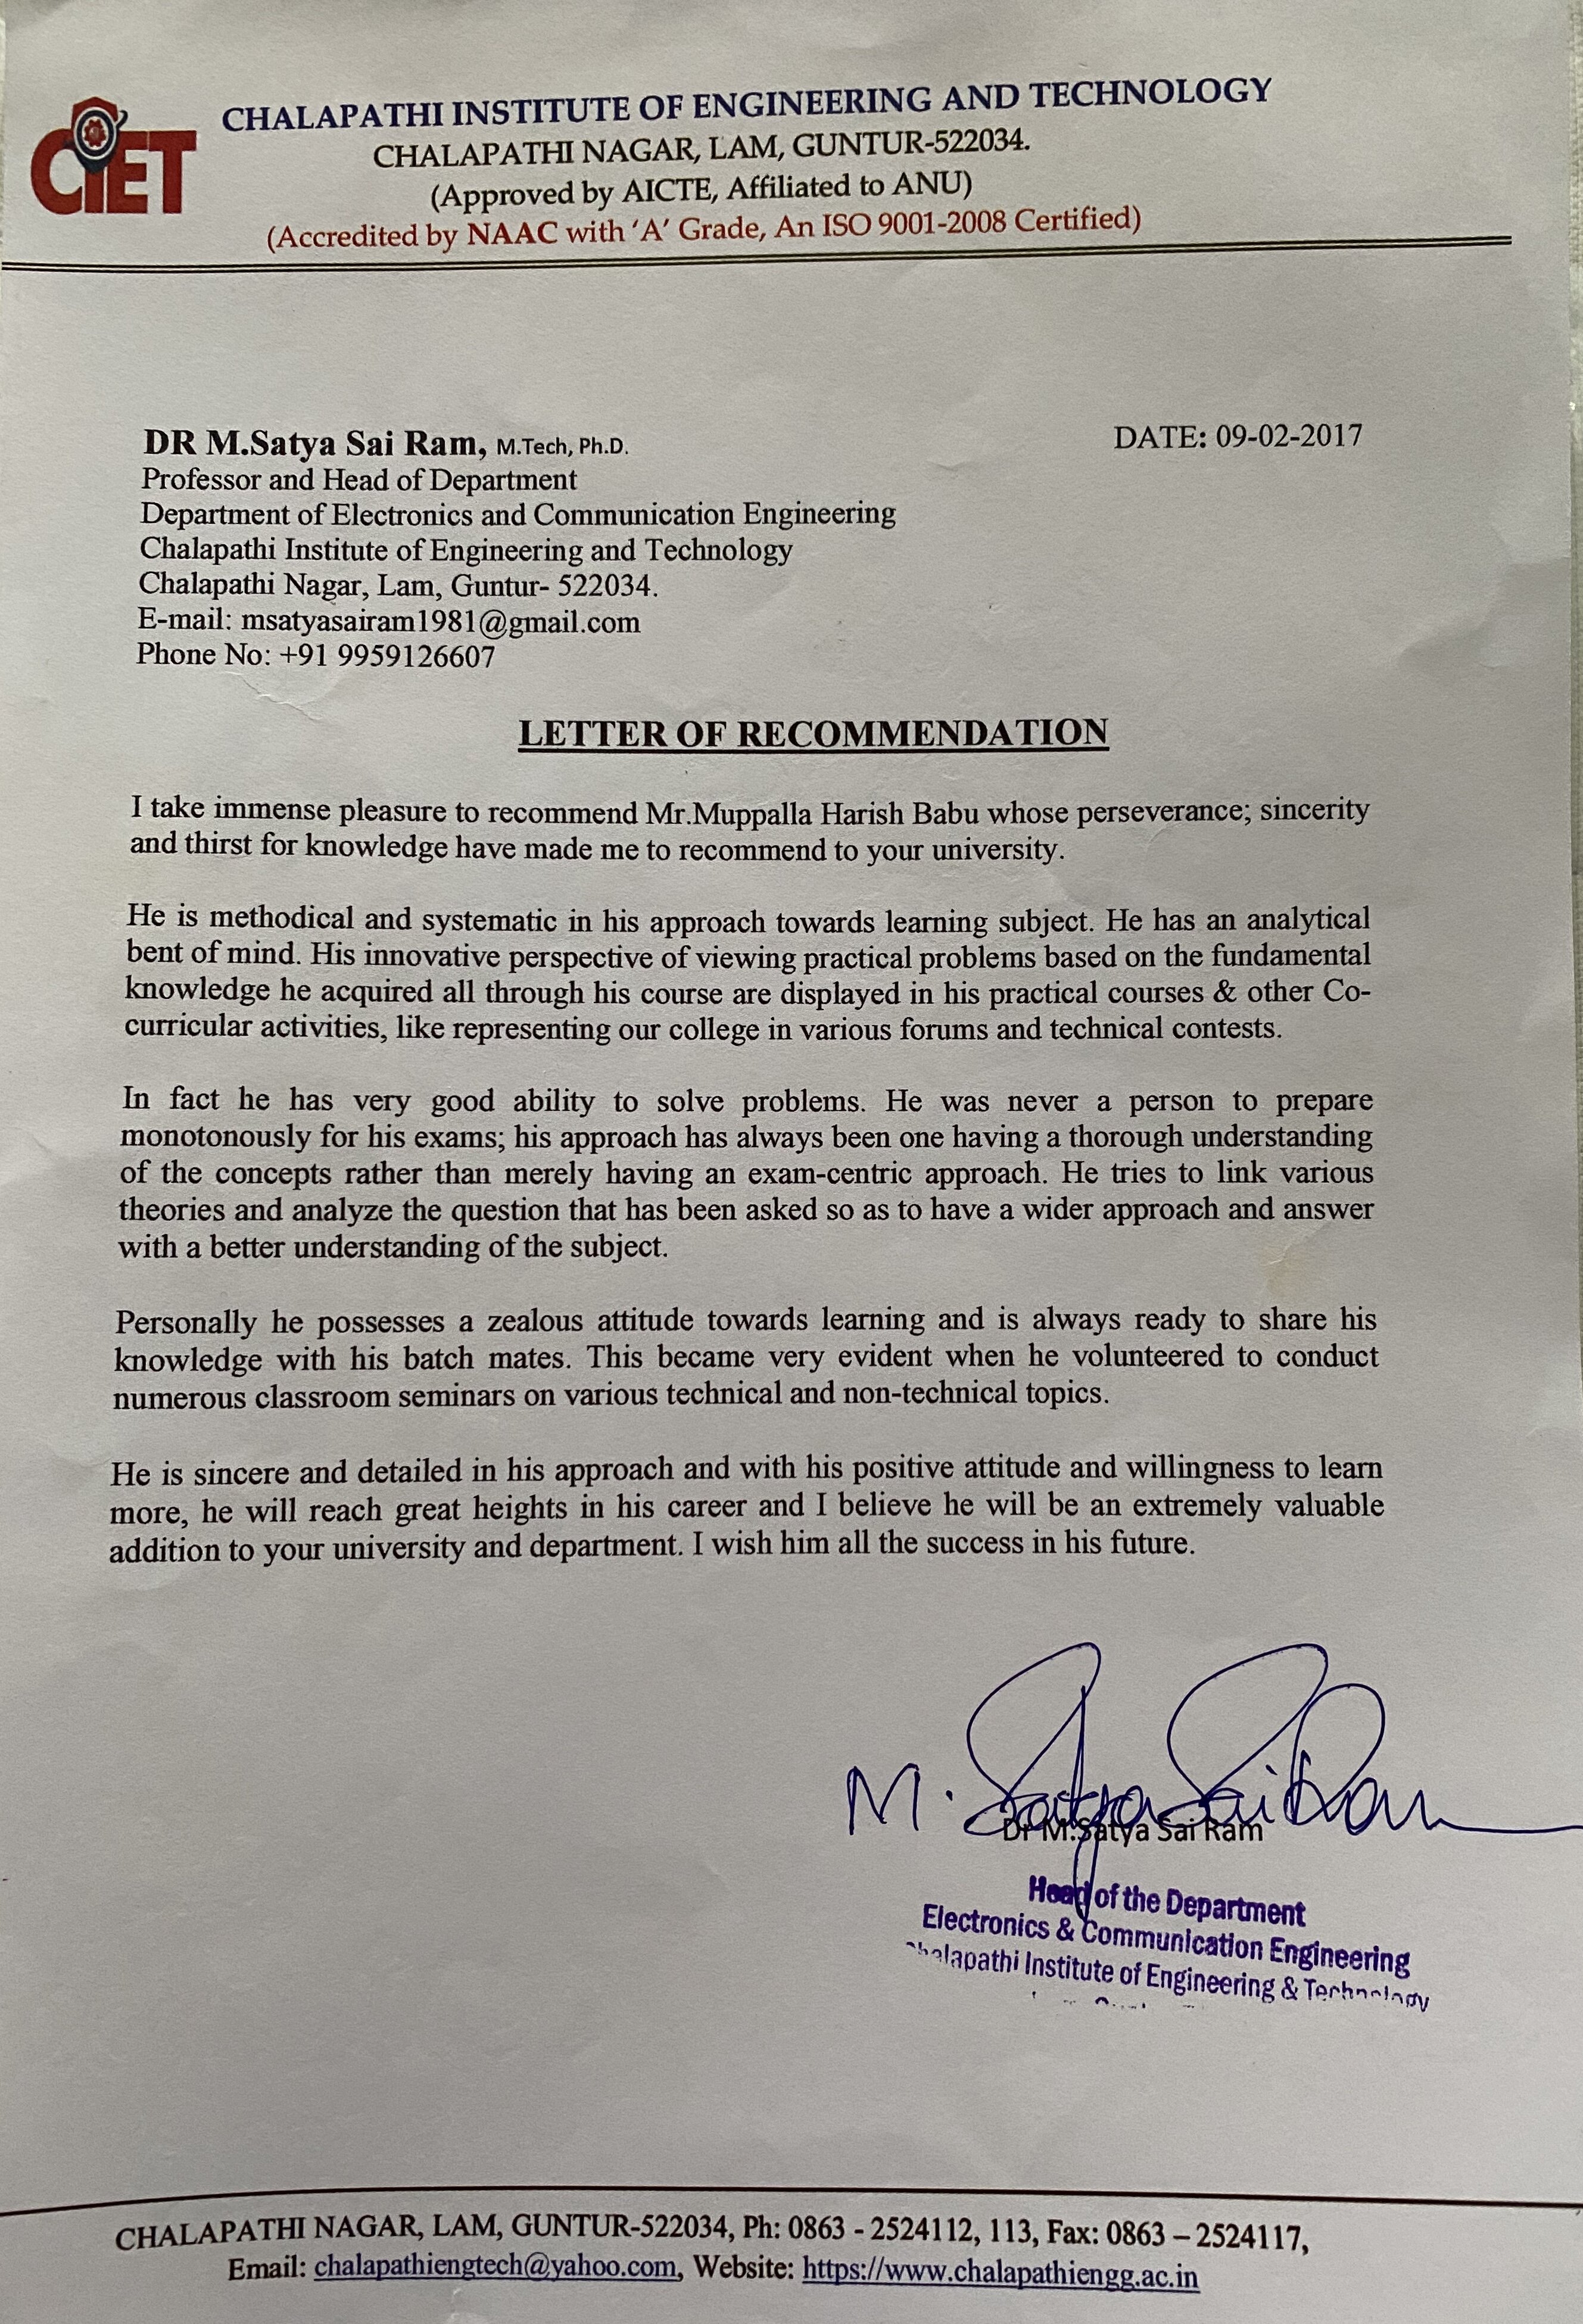 CIET
CHALAPATHI INSTITUTE OF ENGINEERING AND TECHNOLOGY
CHALAPATHI NAGAR, LAM, GUNTUR-522034.
(Approved by AICTE, Affiliated to ANU)
(Accredited by NAAC with ‘A’ Grade, An ISO 9001-2008 Certified)
DR M.Satya Sai Ram, M.Tech, Ph.D.
DATE: 09-02-2017
Professor and Head of Department
Department of Electronics and Communication Engineering
Chalapathi Institute of Engineering and Technology
Chalapathi Nagar, Lam, Guntur- 522034.
E-mail: msatyasairam1981@gmail.com
Phone No: +91 9959126607
LETTER OF RECOMMENDATION
I take immense pleasure to recommend Mr.Muppalla Harish Babu whose perseverance; sincerity
and thirst for knowledge have made me to recommend to your university.
He is methodical and systematic in his approach towards learning subject. He has an analytical
bent of mind. His innovative perspective of viewing practical problems based on the fundamental
knowledge he acquired all through his course are displayed in his practical courses & other Co-
curricular activities, like representing our college in various forums and technical contests.
In fact he has very good ability to solve problems. He was never a person to prepare
monotonously for his exams; his approach has always been one having a thorough understanding
of the concepts rather than merely having an exam-centric approach. He tries to link various
theories and analyze the question that has been asked so as to have a wider approach and answer
with a better understanding of the subject.
Personally he possesses a zealous attitude towards learning and is always ready to share his
knowledge with his batch mates. This became very evident when he volunteered to conduct
numerous classroom seminars on various technical and non-technical topics.
He is sincere and detailed in his approach and with his positive attitude and willingness to learn
more, he will reach great heights in his career and I believe he will be an extremely valuable
addition to your university and department. I wish him all the success in his future.
M. Satya Sai Ram
Dr M.Satya Sai Ram
Head of the Department
Electronics & Communication Engineering
Chalapathi Institute of Engineering & Technology
CHALAPATHI NAGAR, LAM, GUNTUR-522034, Ph: 0863 - 2524112, 113, Fax: 0863 – 2524117,
Email: chalapathiengtech@yahoo.com, Website: https://www.chalapathiengg.ac.in